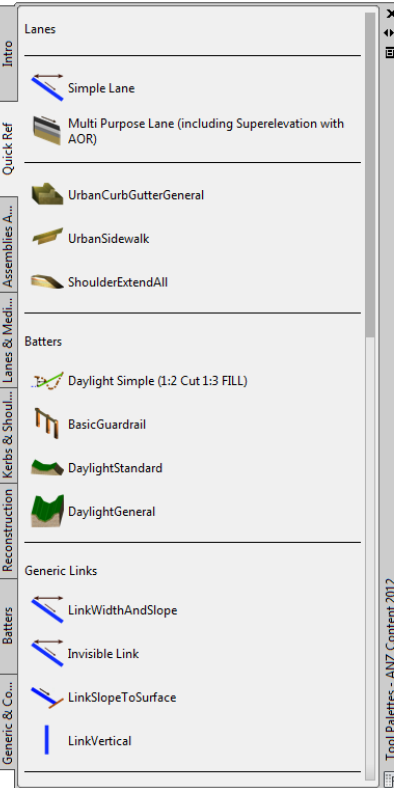 Lanes
Simple Lane
Multi Purpose Lane (including Superelevation with
AOR)
UrbanCurbGutterGeneral
UrbanSidewalk
ShoulderExtendAll
Batters
Daylight Simple (1:2 Cut 1:3 FILL)
BasicGuardrail
DaylightStandard
DaylightGeneral
Generic Links
LinkWidthAndSlope
Invisible Link
LinkSlopeToSurface
LinkVertical
Intro
Quick Ref
Assemblies A...
Lanes & Medi...
Kerbs & Shoul...
Reconstruction
Batters
Generic & Co...
Tool Palettes - ANZ Content 2012